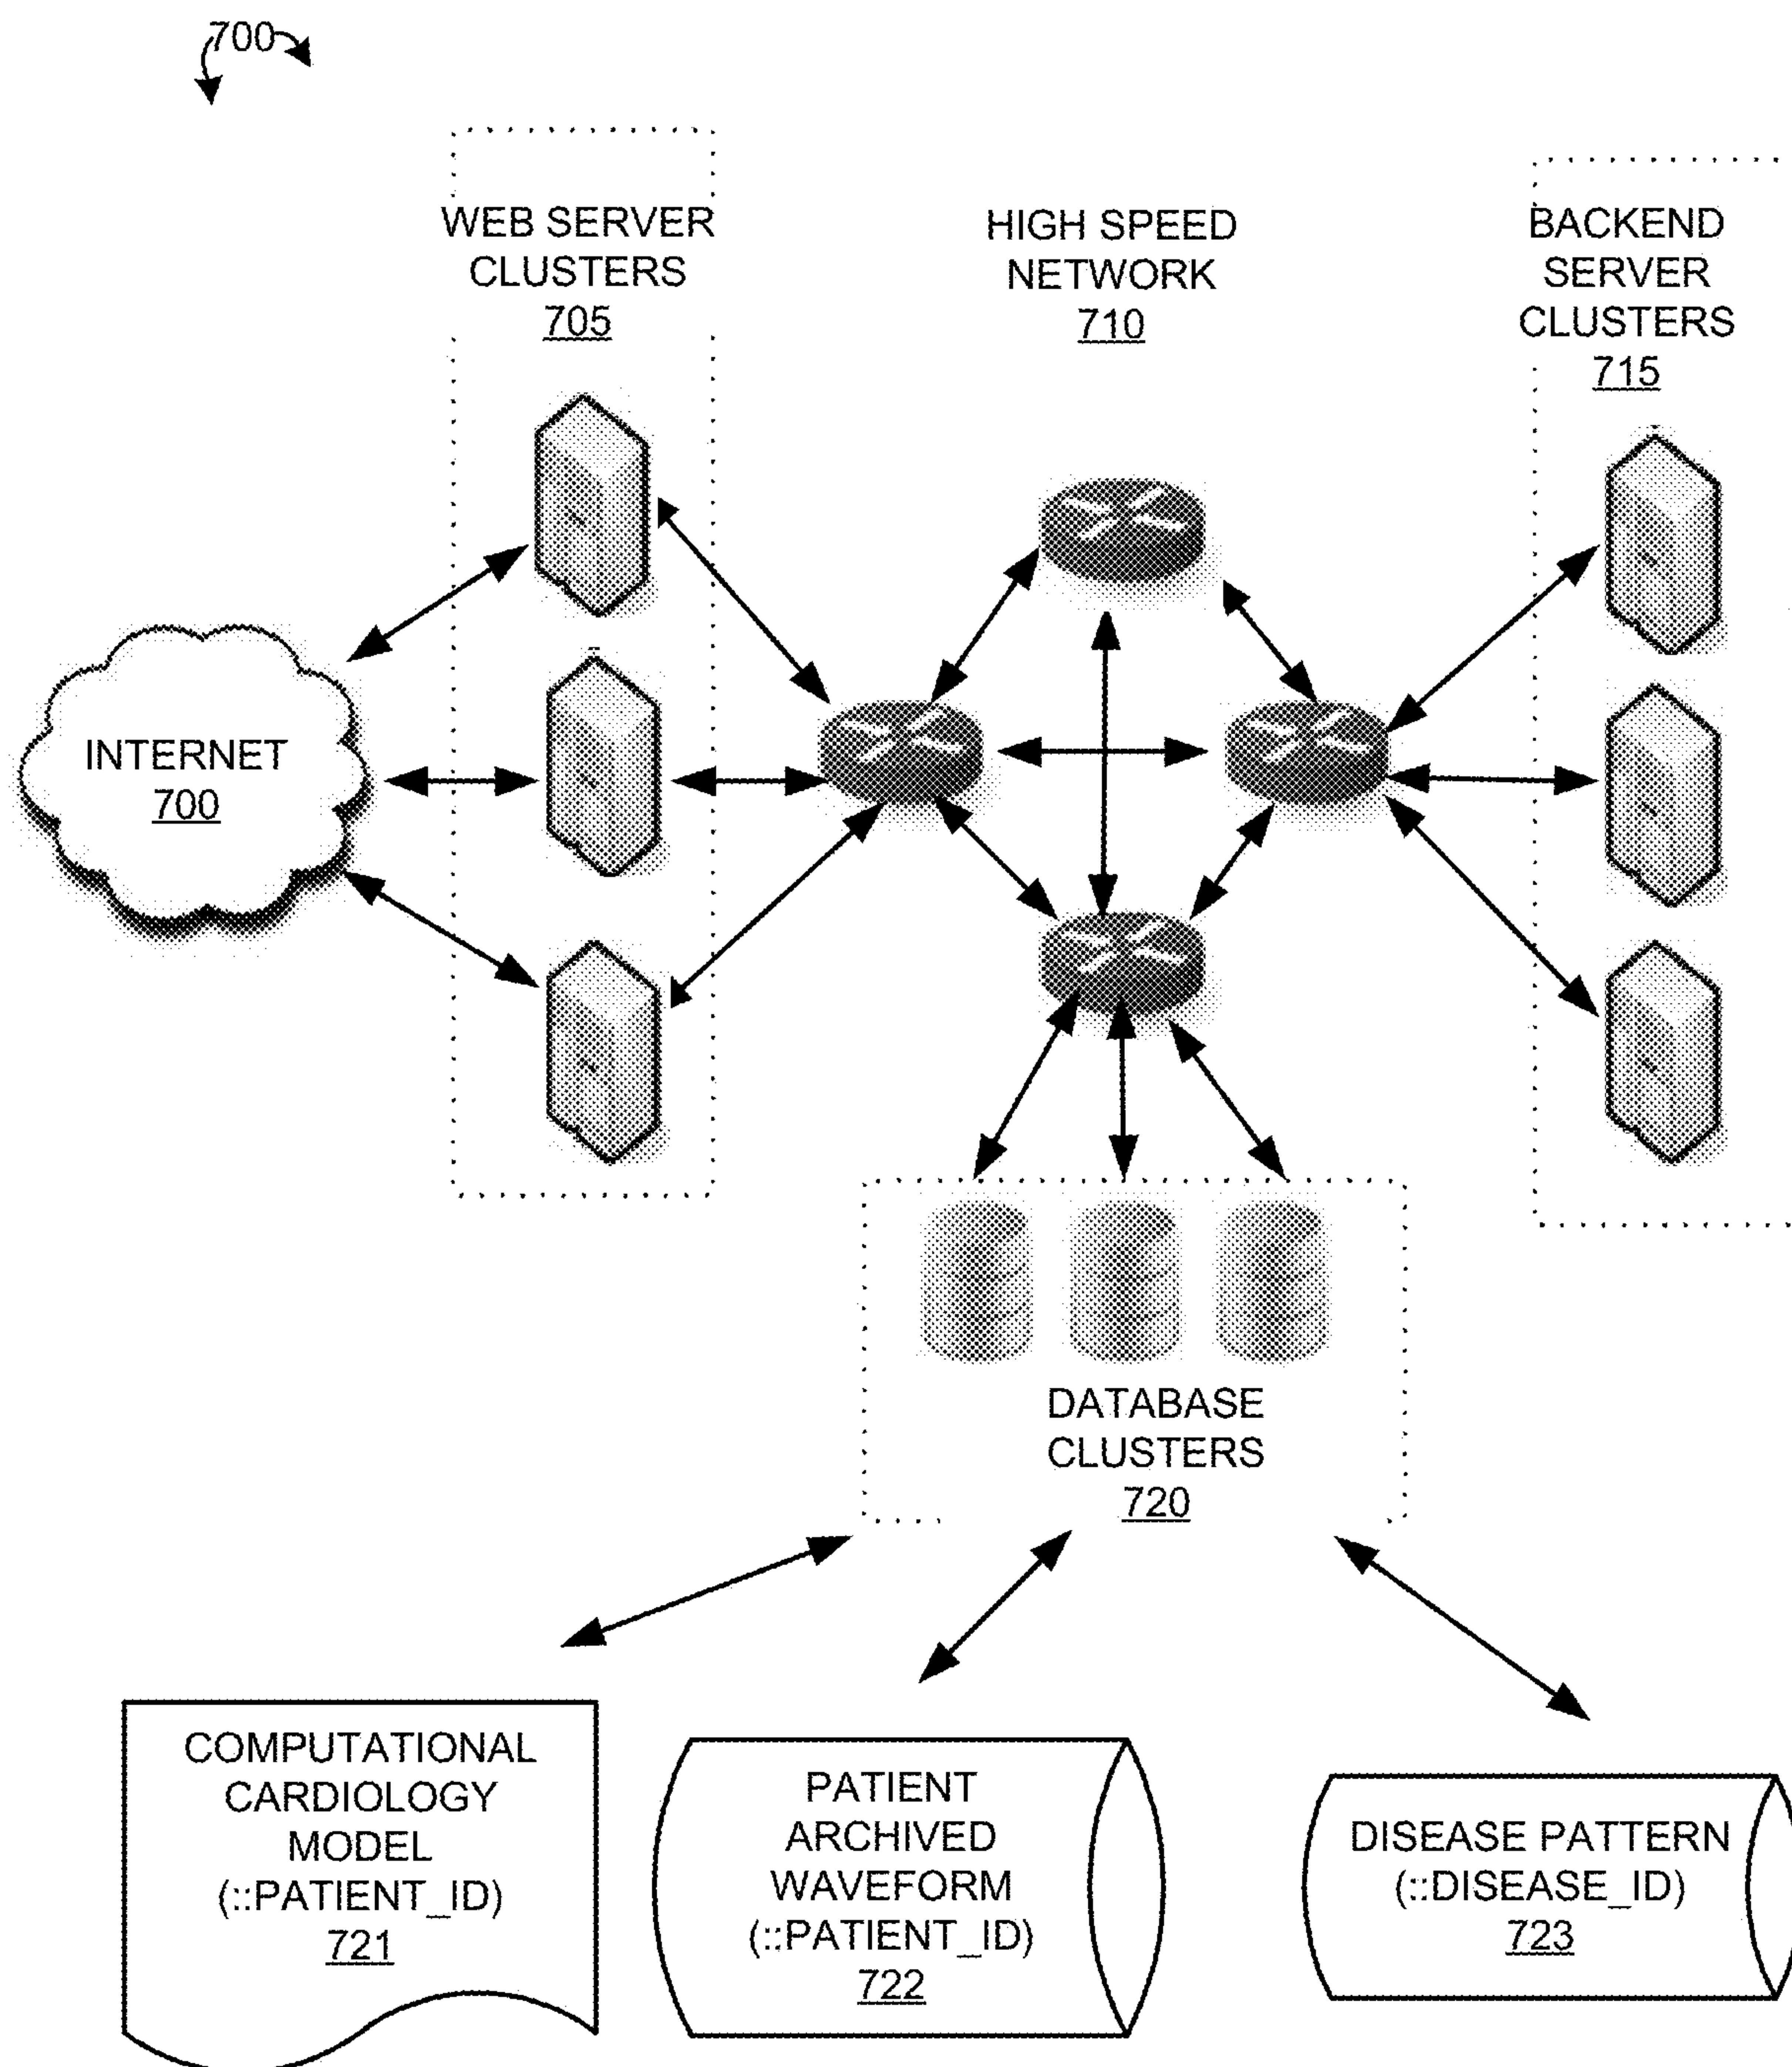 700
WEB SERVER
CLUSTERS
705
HIGH SPEED
NETWORK
710
BACKEND
SERVER
CLUSTERS
715
INTERNET
700
DATABASE
CLUSTERS
720
COMPUTATIONAL
CARDIOLOGY
MODEL
(::PATIENT_ID)
721
PATIENT
ARCHIVED
WAVEFORM
(::PATIENT_ID)
722
DISEASE PATTERN
(::DISEASE_ID)
723